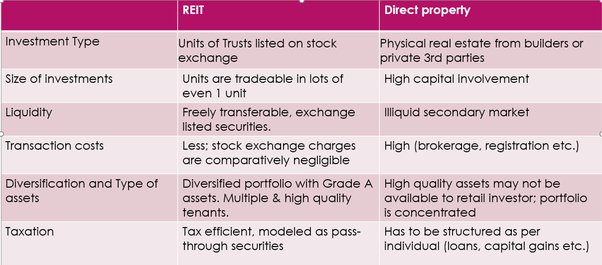 REIT
Direct property
Investment Type
Units of Trusts listed on stock
exchange
Physical real estate from builders or
private 3rd parties
Size of investments
Units are tradeable in lots of
even 1 unit
High capital involvement
Liquidity
Freely transferable, exchange
listed securities.
Illiquid secondary market
Transaction costs
Less; stock exchange charges
are comparatively negligible
High (brokerage, registration etc.)
Diversification and Type of
assets
Diversified portfolio with Grade A
assets. Multiple & high quality
tenants.
High quality assets may not be
available to retail investor; portfolio
is concentrated
Taxation
Tax efficient, modeled as pass-
through securities
Has to be structured as per
individual (loans, capital gains etc.)